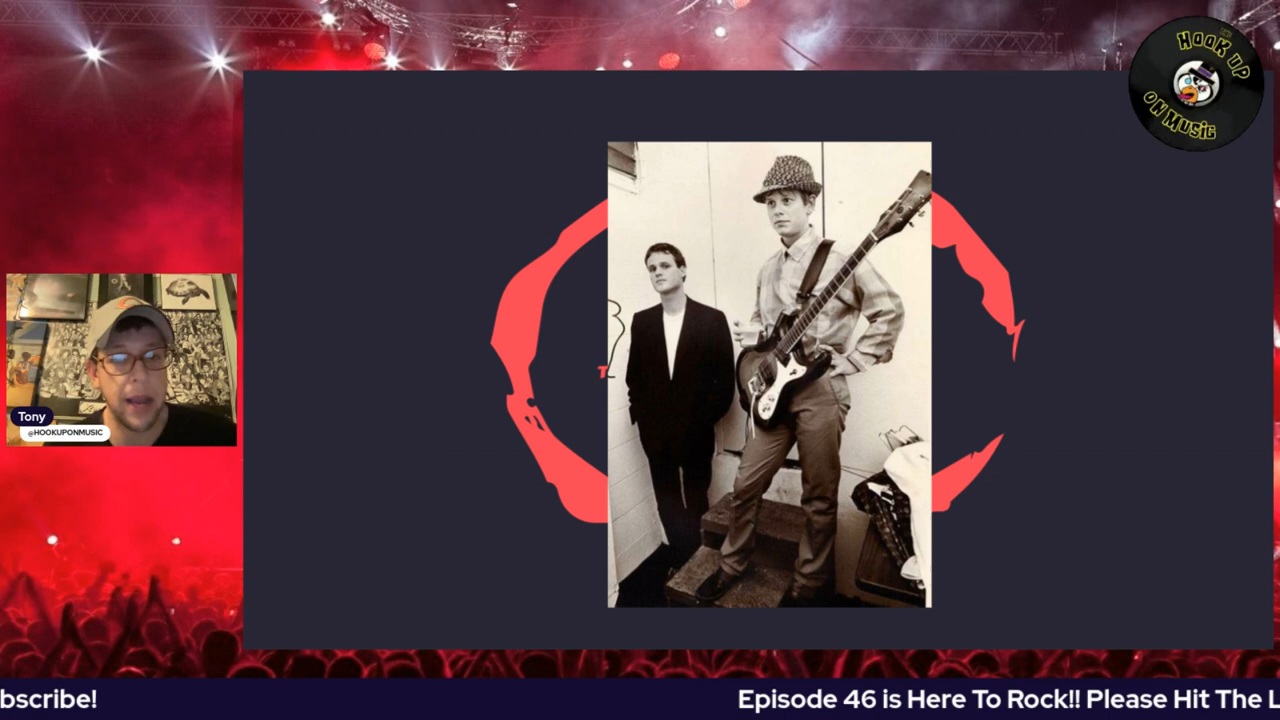 HOOK UP
ON MUSIC
Tony
@HOOKUPONMUSIC
bscribe!
Episode 46 is Here To Rock!! Please Hit The L